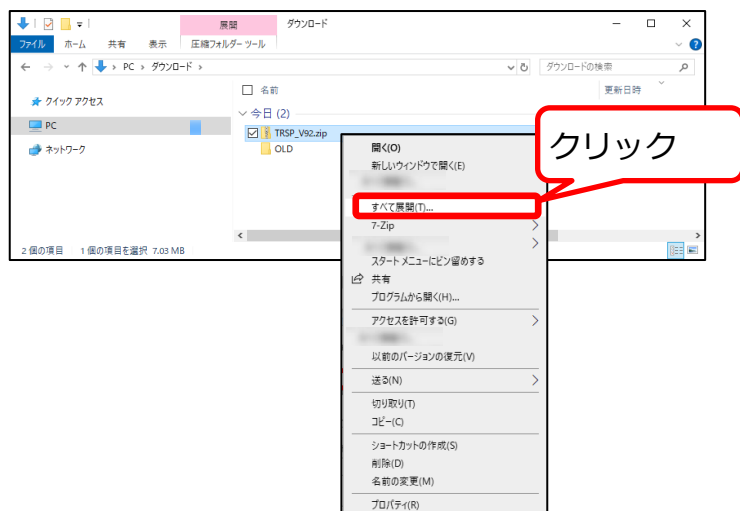 展開
ダウンロード
ファイル ホーム 共有 表示 圧縮フォルダー ツール
PC › ダウンロード ›
ダウンロードの検索
名前
更新日時
クイック アクセス
PC
ネットワーク
今日 (2)
TRSP_V92.zip
OLD
2 個の項目 1 個の項目を選択 7.03 MB
開く(O)
新しいウィンドウで開く(E)
すべて展開(T)...
7-Zip
スタート メニューにピン留めする
共有
プログラムから開く(H)...
アクセスを許可する(G)
以前のバージョンの復元(V)
送る(N)
切り取り(T)
コピー(C)
ショートカットの作成(S)
削除(D)
名前の変更(M)
プロパティ(R)
クリック